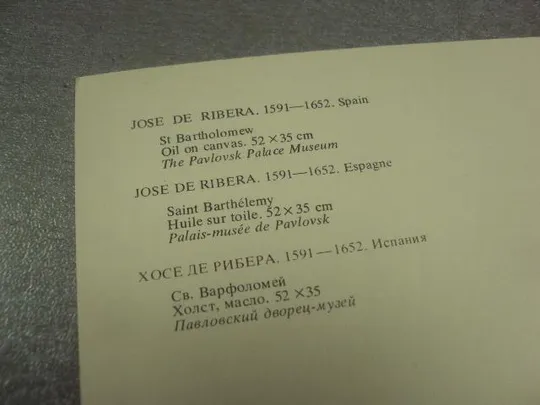 JOSE DE RIBERA. 1591—1652. Spain
St Bartholomew
Oil on canvas. 52×35 cm
The Pavlovsk Palace Museum
JOSE DE RIBERA. 1591—1652. Espagne
Saint Barthélemy
Huile sur toile. 52×35 cm
Palais-musée de Pavlovsk
ХОСЕ ДЕ РИБЕРА. 1591—1652. Испания
Св. Варфоломей
Холст, масло. 52×35
Павловский дворец-музей